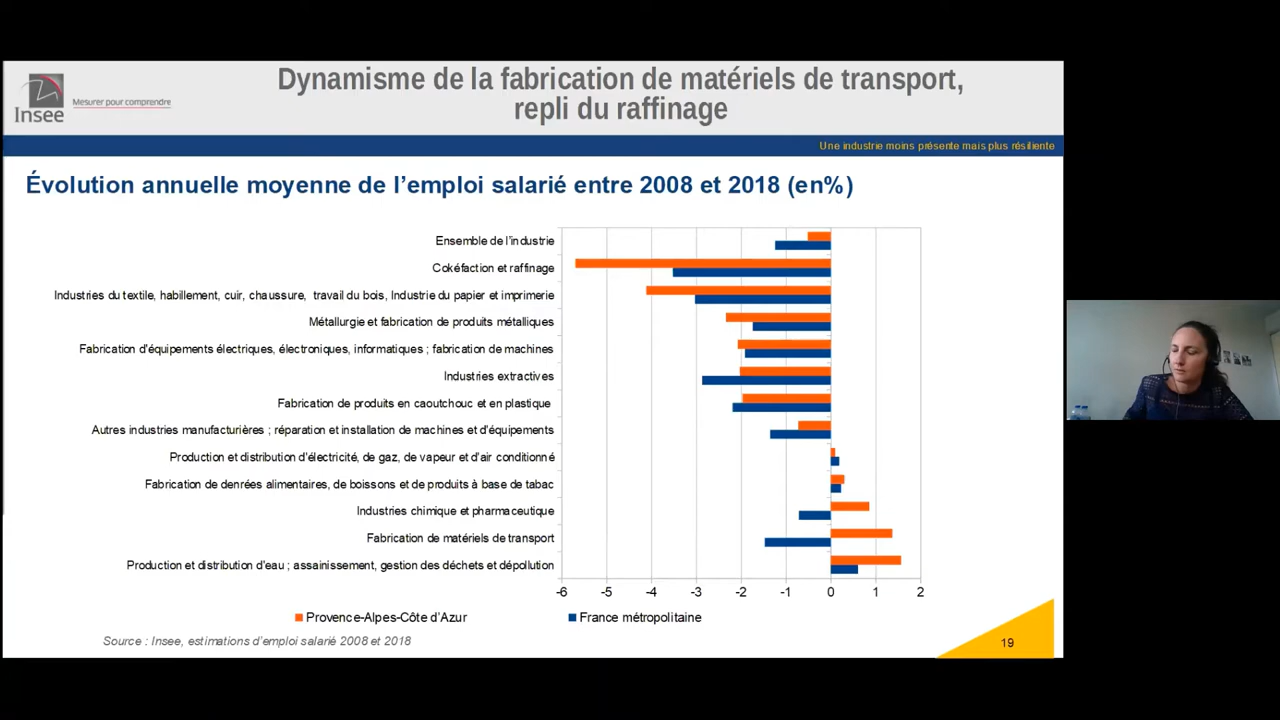 Dynamisme de la fabrication de matériels de transport,
repli du raffinage
Insee
Mesurer pour comprendre
Une industrie moins présente mais plus résiliente
Évolution annuelle moyenne de l’emploi salarié entre 2008 et 2018 (en%)
Ensemble de l’industrie
Cokéfaction et raffinage
Industries du textile, habillement, cuir, chaussure, travail du bois, Industrie du papier et imprimerie
Métallurgie et fabrication de produits métalliques
Fabrication d’équipements électriques, électroniques, informatiques ; fabrication de machines
Industries extractives
Fabrication de produits en caoutchouc et en plastique
Autres industries manufacturières ; réparation et installation de machines et d’équipements
Production et distribution d’électricité, de gaz, de vapeur et d’air conditionné
Fabrication de denrées alimentaires, de boissons et de produits à base de tabac
Industries chimique et pharmaceutique
Fabrication de matériels de transport
Production et distribution d’eau ; assainissement, gestion des déchets et dépollution
-6 -5 -4 -3 -2 -1 0 1 2
Provence-Alpes-Côte d’Azur
France métropolitaine
Source : Insee, estimations d’emploi salarié 2008 et 2018
19